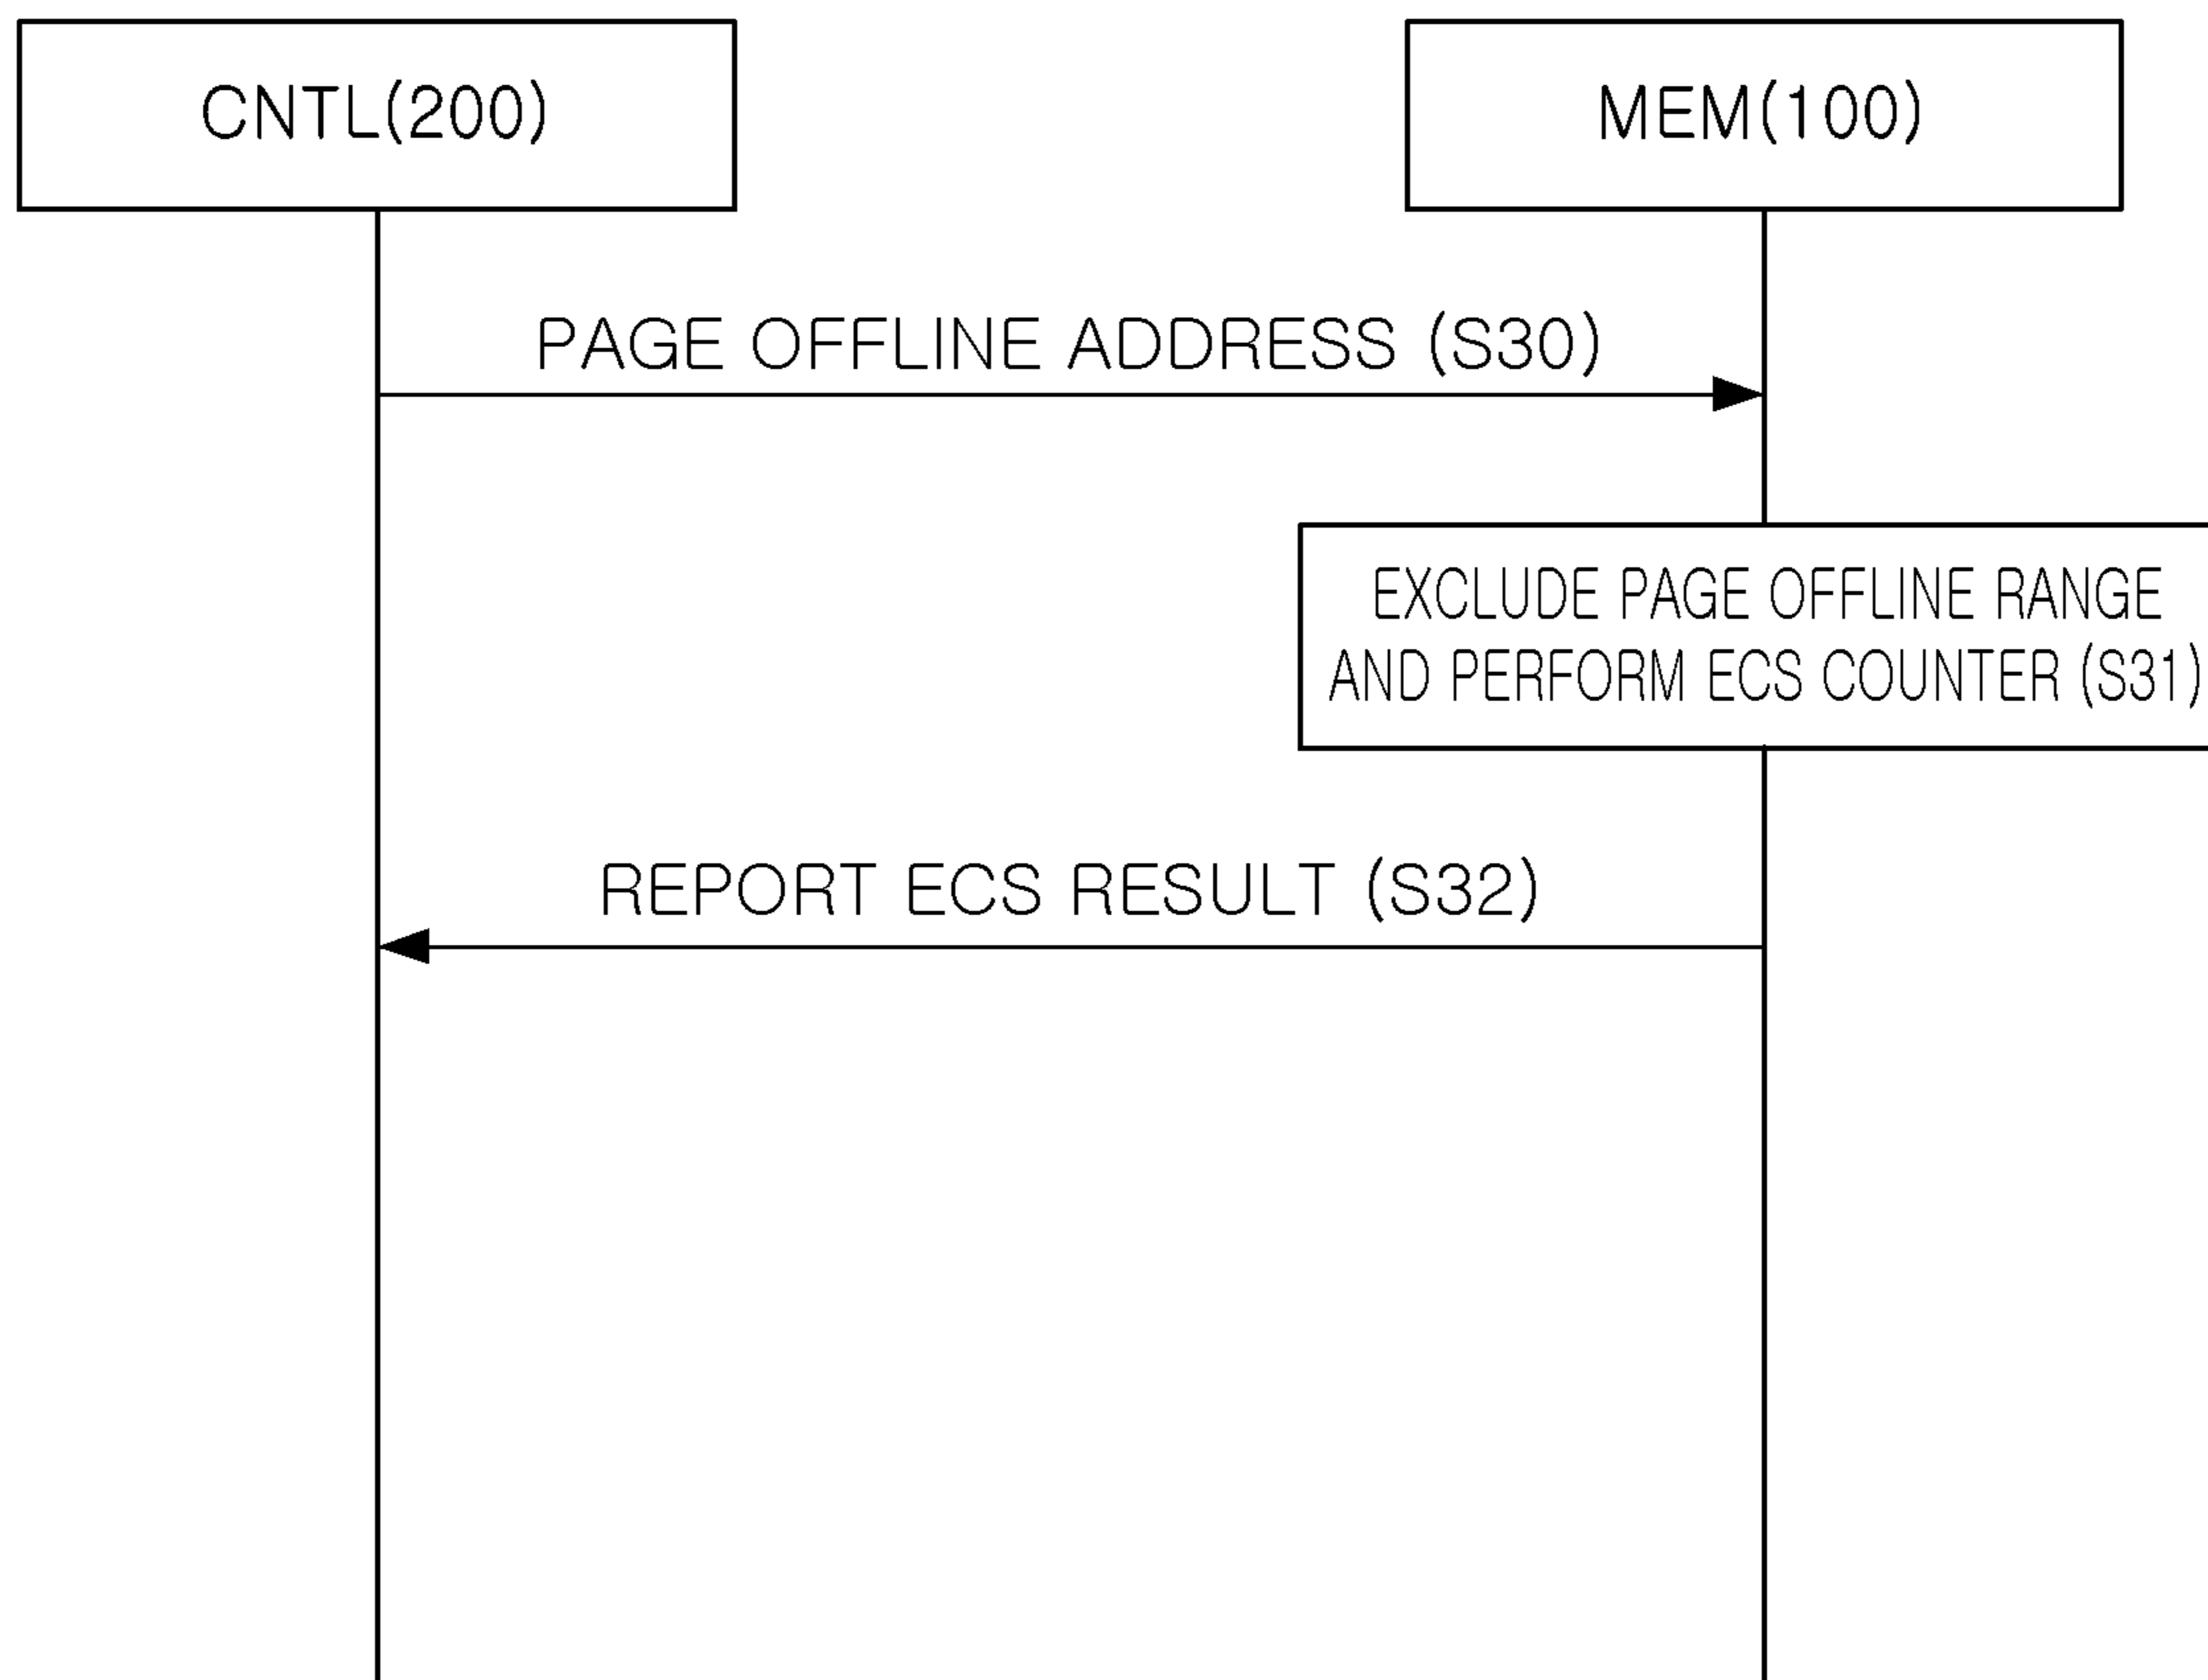 CNTL(200)
MEM(100)
PAGE OFFLINE ADDRESS (S30)
EXCLUDE PAGE OFFLINE RANGE
AND PERFORM ECS COUNTER (S31)
REPORT ECS RESULT (S32)